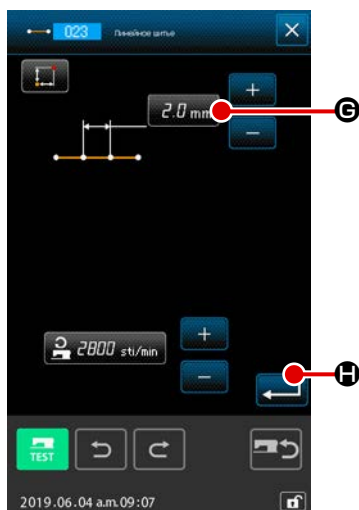 023 Линейное шитье
2.0 mm
G
2800 sti/min
H
TEST
2019.06.04 a.m.09:07